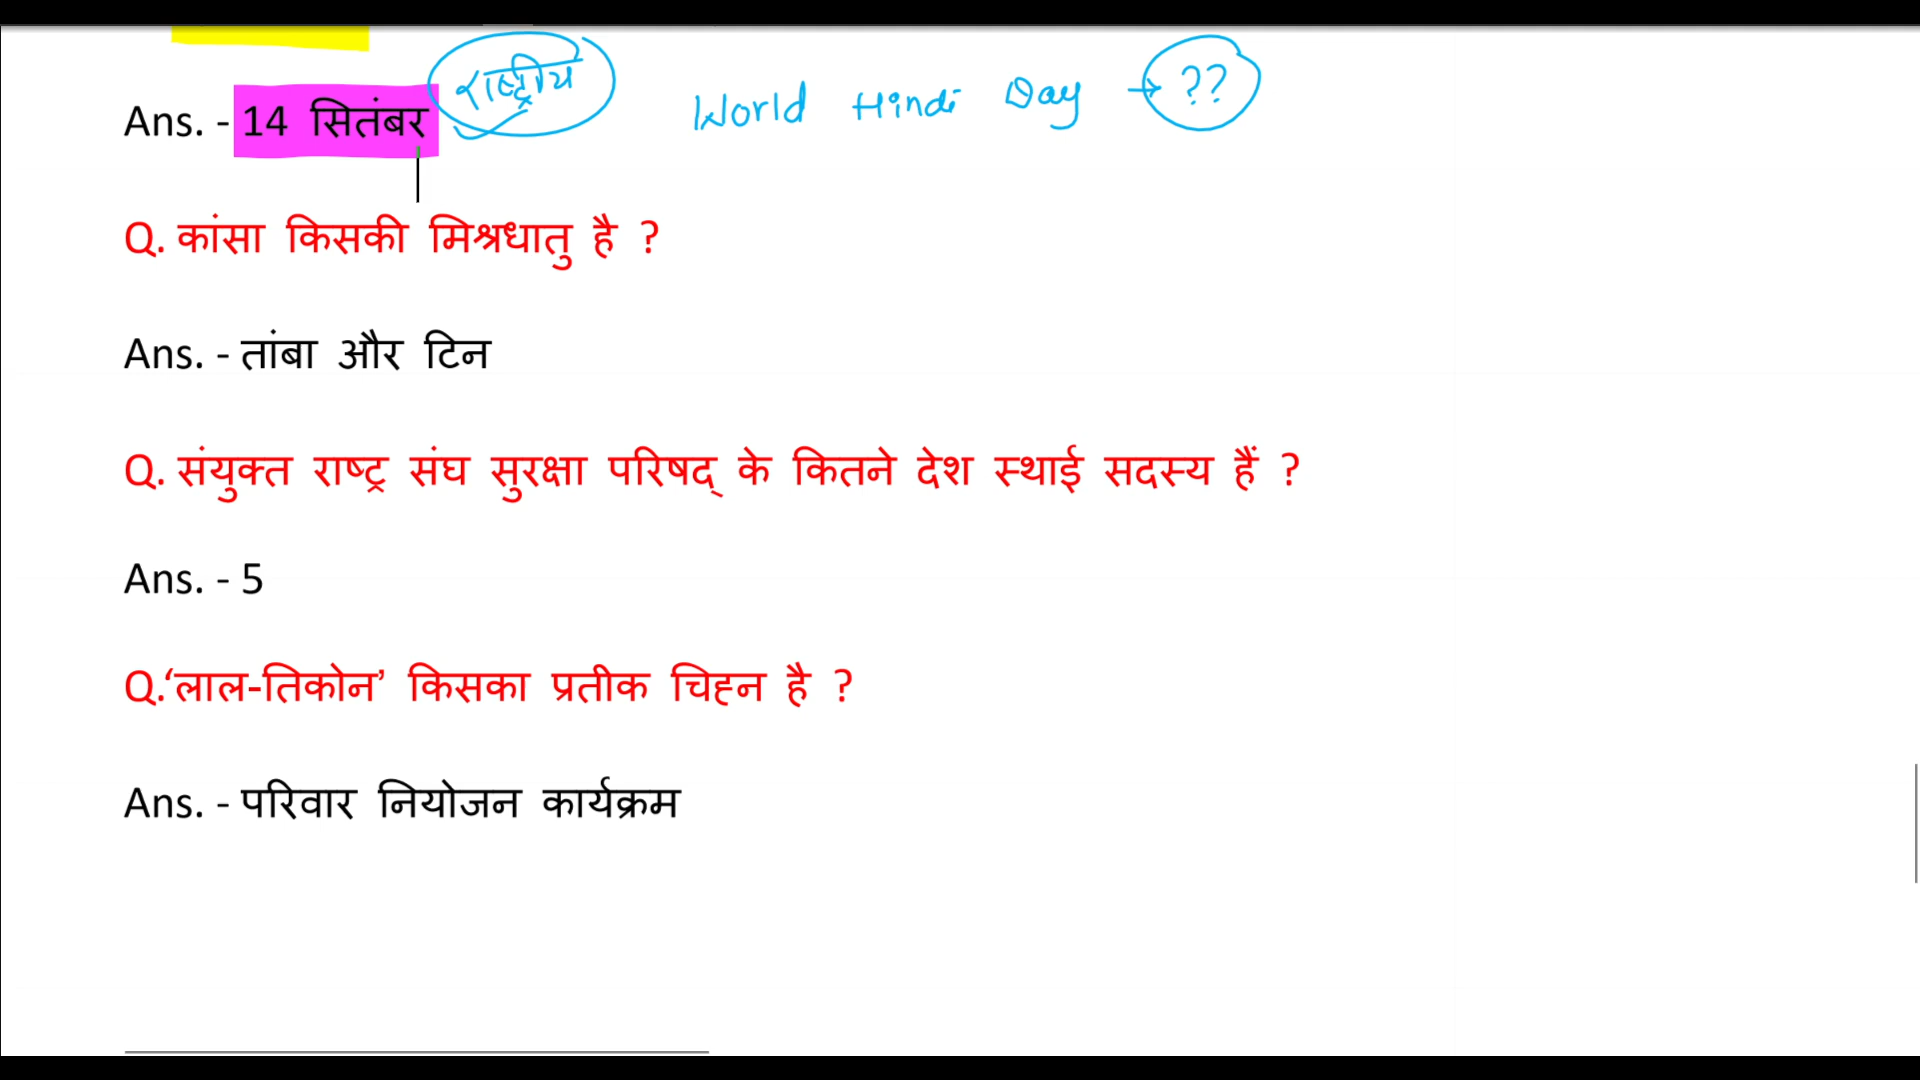 Ans. - 14 सितंबर राष्ट्रीय World Hindi Day → ??
Q. कांसा किसकी मिश्रधातु है ?
Ans. - तांबा और टिन
Q. संयुक्त राष्ट्र संघ सुरक्षा परिषद् के कितने देश स्थाई सदस्य हैं ?
Ans. - 5
Q.‘लाल-तिकोन’ किसका प्रतीक चिह्न है ?
Ans. - परिवार नियोजन कार्यक्रम